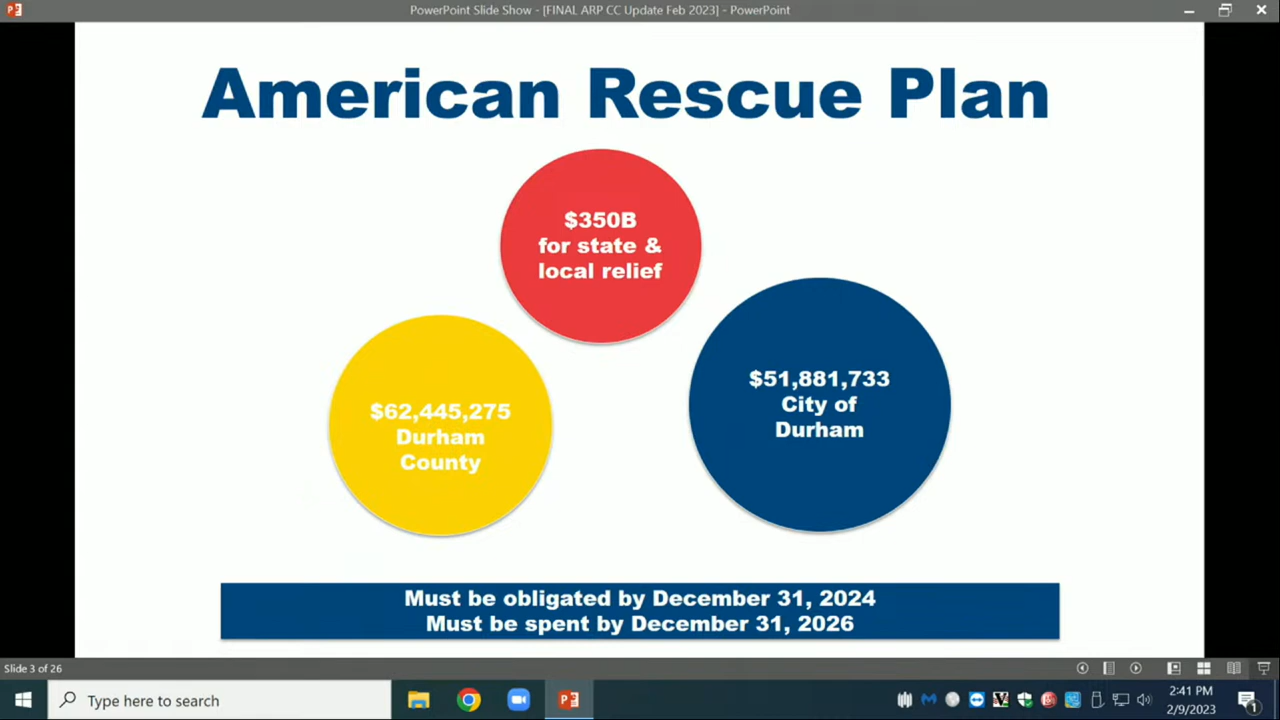 PowerPoint Slide Show - [FINAL ARP CC Update Feb 2023] - PowerPoint
American Rescue Plan
$350B
for state &
local relief
$62,445,275
Durham
County
$51,881,733
City of
Durham
Must be obligated by December 31, 2024
Must be spent by December 31, 2026
Slide 3 of 26
Type here to search
2:41 PM
2/9/2023
1